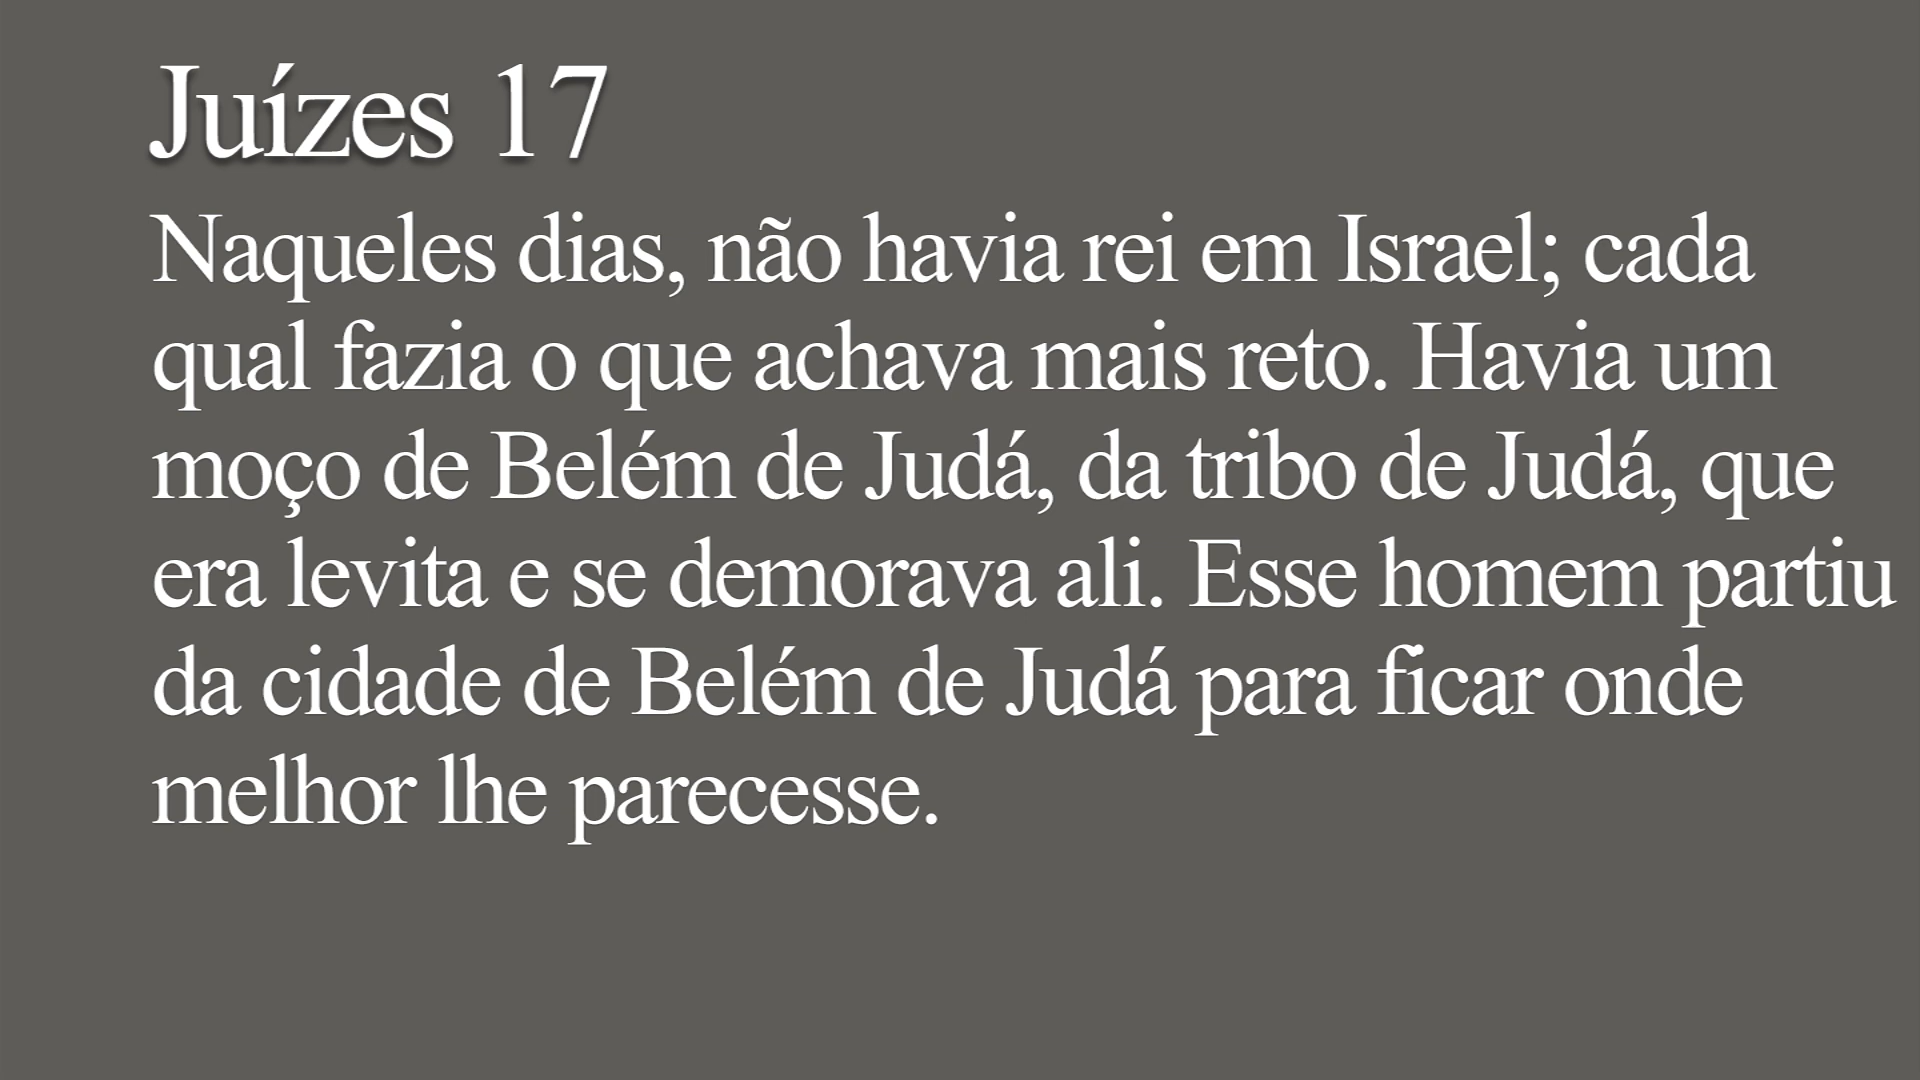 Juízes 17
Naqueles dias, não havia rei em Israel; cada
qual fazia o que achava mais reto. Havia um
moço de Belém de Judá, da tribo de Judá, que
era levita e se demorava ali. Esse homem partiu
da cidade de Belém de Judá para ficar onde
melhor lhe parecesse.